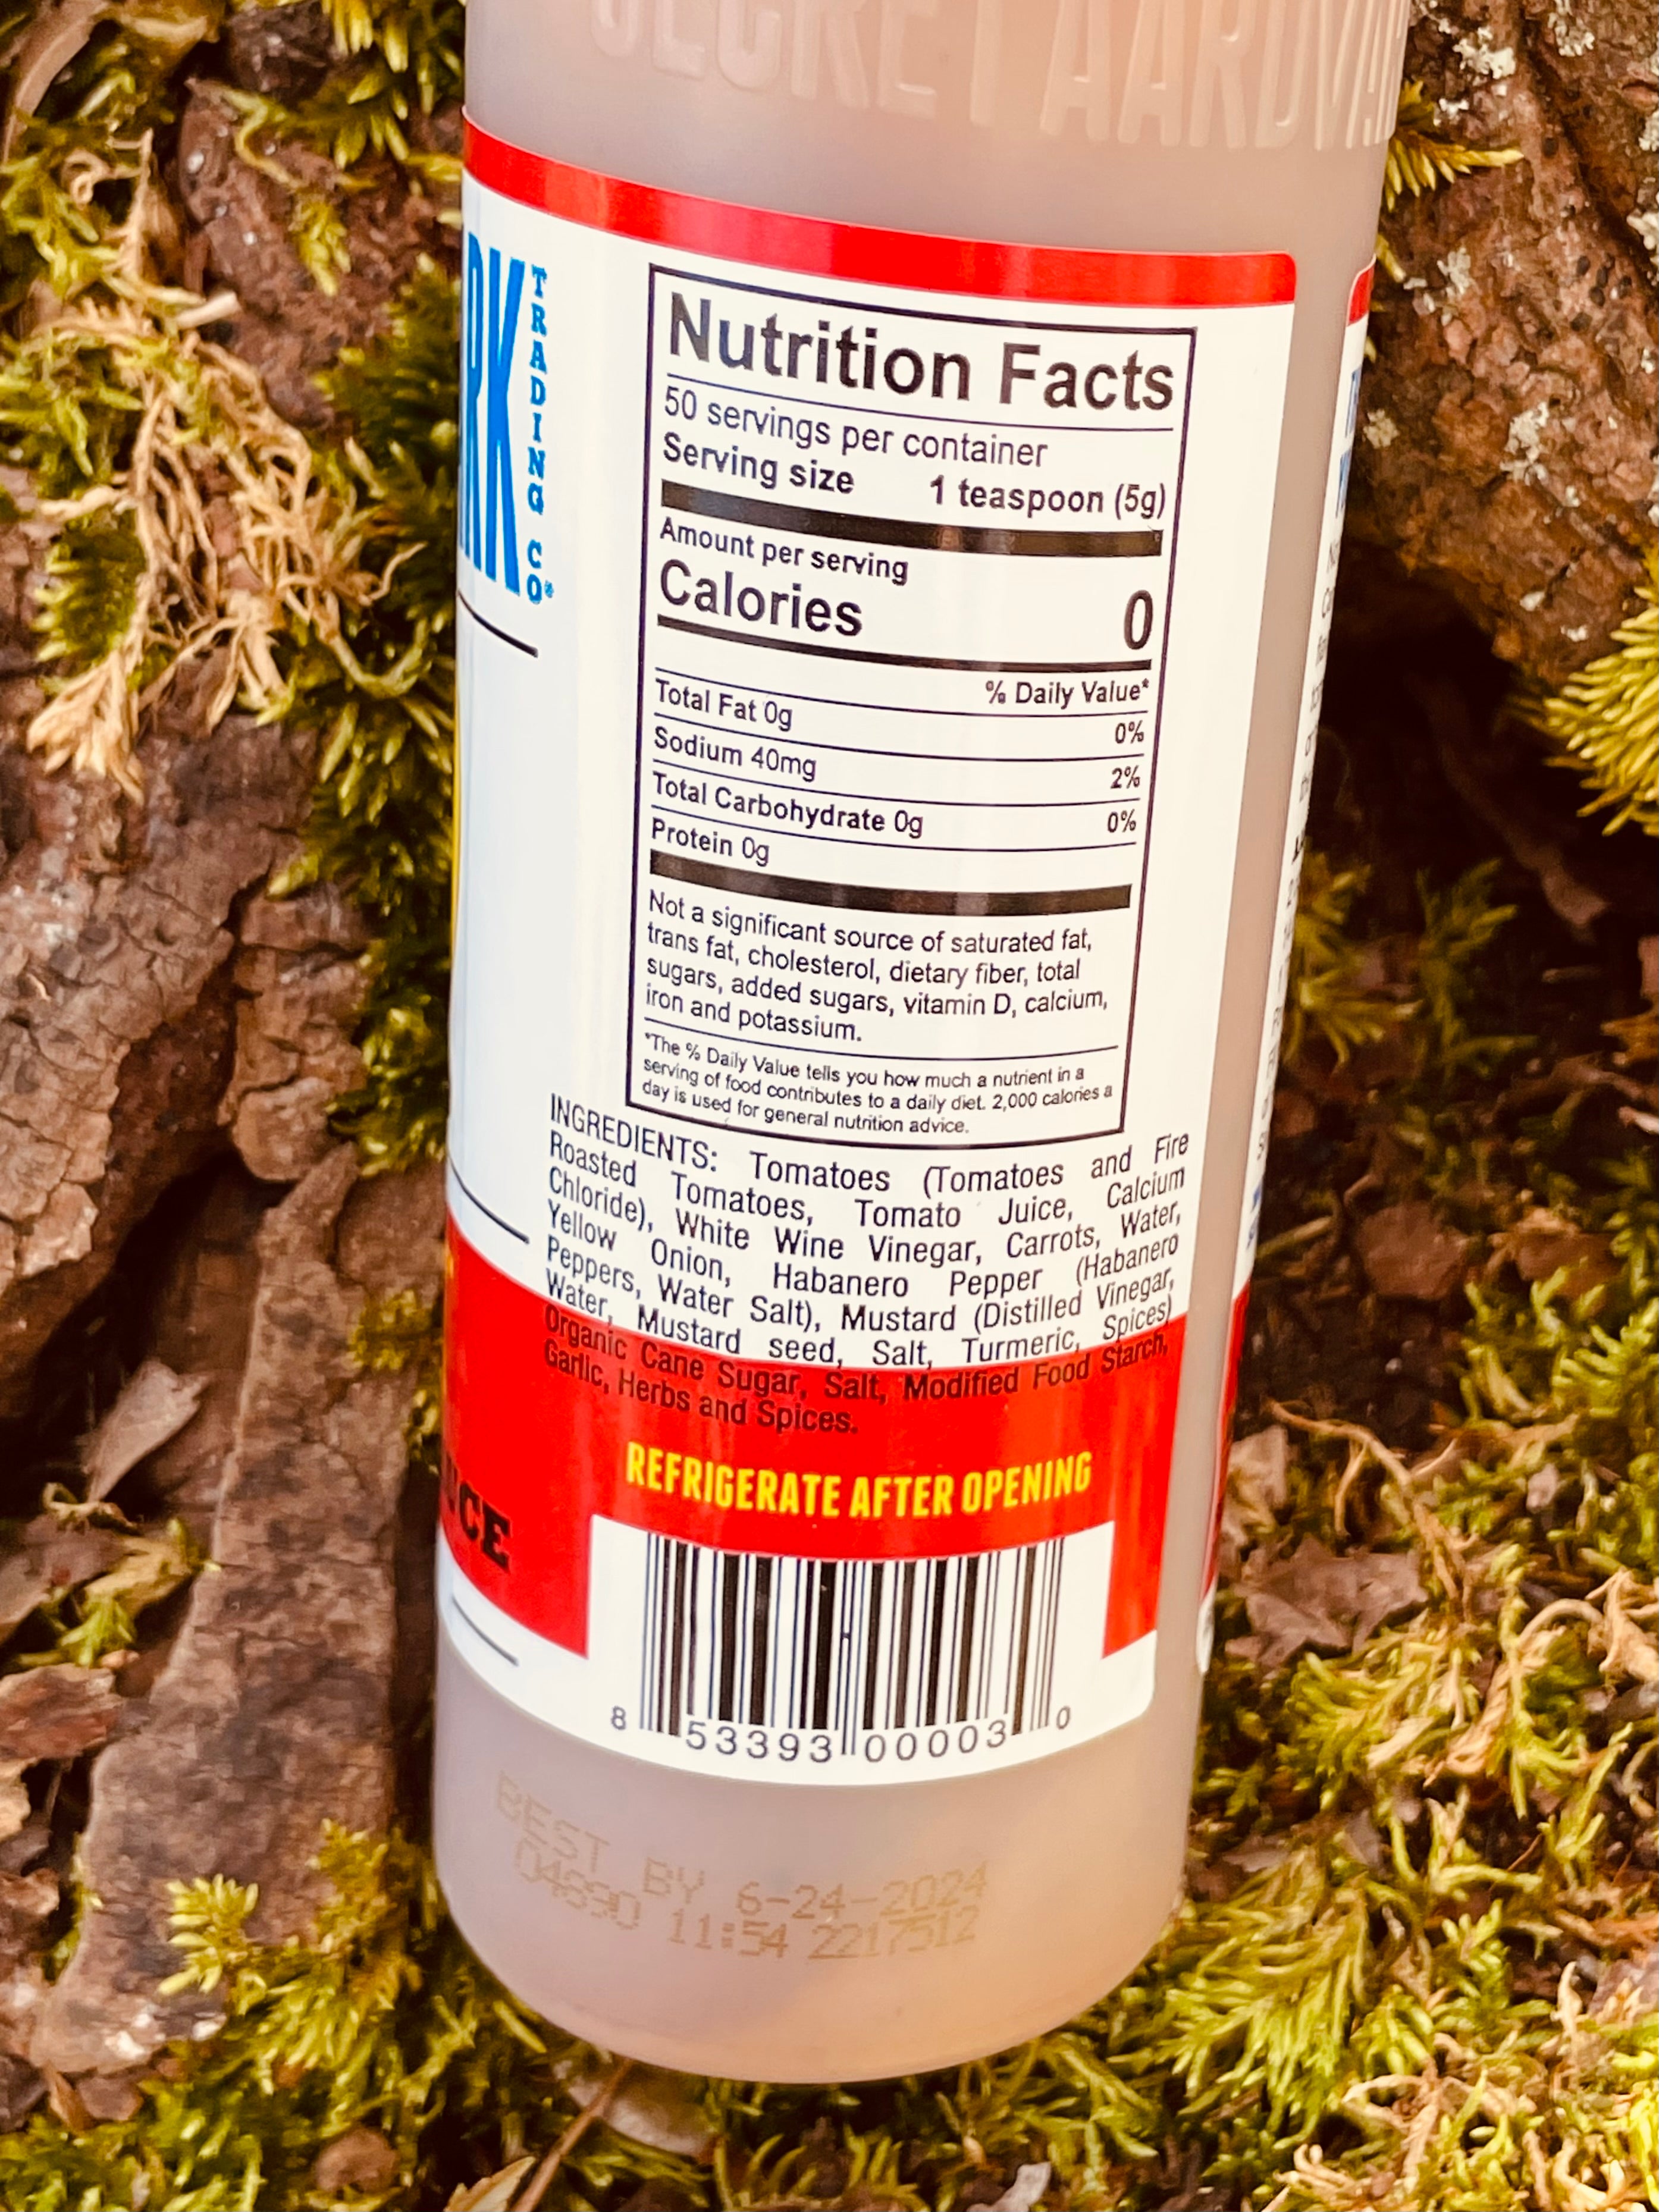 SECRET AARDVA
RK
TRADING CO®
Nutrition Facts
50 servings per container
Serving size 1 teaspoon (5g)
Amount per serving
Calories 0
% Daily Value*
Total Fat 0g 0%
Sodium 40mg 2%
Total Carbohydrate 0g 0%
Protein 0g
Not a significant source of saturated fat,
trans fat, cholesterol, dietary fiber, total
sugars, added sugars, vitamin D, calcium,
iron and potassium.
*The % Daily Value tells you how much a nutrient in a
serving of food contributes to a daily diet. 2,000 calories a
day is used for general nutrition advice.
INGREDIENTS: Tomatoes (Tomatoes and Fire
Roasted Tomatoes, Tomato Juice, Calcium
Chloride), White Wine Vinegar, Carrots, Water,
Yellow Onion, Habanero Pepper (Habanero
Peppers, Water Salt), Mustard (Distilled Vinegar,
Water, Mustard seed, Salt, Turmeric, Spices)
Organic Cane Sugar, Salt, Modified Food Starch,
Garlic, Herbs and Spices.
UCE
REFRIGERATE AFTER OPENING
8 53393 00003 0
BEST BY 6-24-2024
11:54 2217512